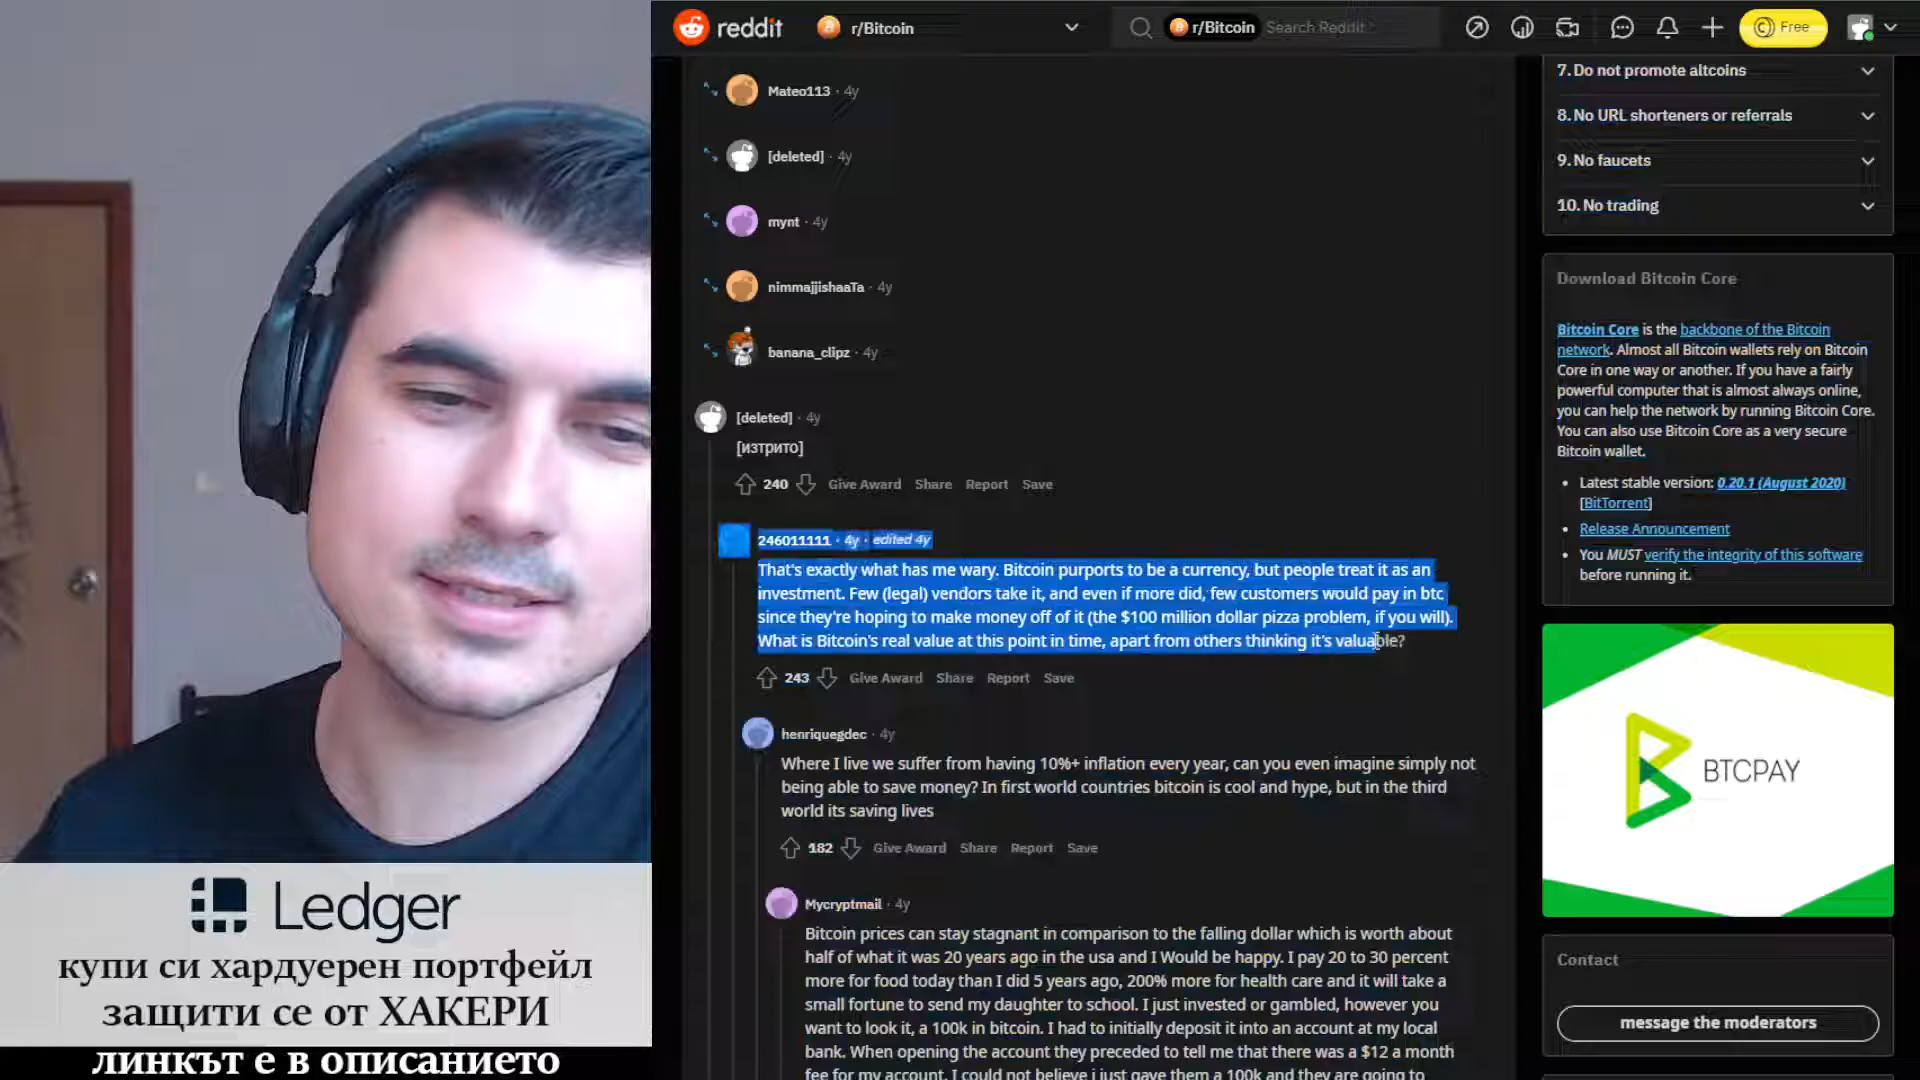 reddit
r/Bitcoin
r/Bitcoin Search Reddit
Free
Mateo113 · 4y
[deleted] · 4y
mynt · 4y
nimmajjishaaTa · 4y
banana_clipz · 4y
[deleted] · 4y
[изтрито]
240 Give Award Share Report Save
246011111 · 4y · edited 4y
That's exactly what has me wary. Bitcoin purports to be a currency, but people treat it as an
investment. Few (legal) vendors take it, and even if more did, few customers would pay in btc
since they're hoping to make money off of it (the $100 million dollar pizza problem, if you will).
What is Bitcoin's real value at this point in time, apart from others thinking it's valuable?
243 Give Award Share Report Save
henriquegdec · 4y
Where I live we suffer from having 10%+ inflation every year, can you even imagine simply not
being able to save money? In first world countries bitcoin is cool and hype, but in the third
world its saving lives
182 Give Award Share Report Save
Mycryptmail · 4y
Bitcoin prices can stay stagnant in comparison to the falling dollar which is worth about
half of what it was 20 years ago in the usa and I Would be happy. I pay 20 to 30 percent
more for food today than I did 5 years ago, 200% more for health care and it will take a
small fortune to send my daughter to school. I just invested or gambled, however you
want to look it, a 100k in bitcoin. I had to initially deposit it into an account at my local
bank. When opening the account they preceded to tell me that there was a $12 a month
fee for my account. I could not believe i just gave them a 100k and they are going to
7. Do not promote altcoins
8. No URL shorteners or referrals
9. No faucets
10. No trading
Download Bitcoin Core
Bitcoin Core is the backbone of the Bitcoin
network. Almost all Bitcoin wallets rely on Bitcoin
Core in one way or another. If you have a fairly
powerful computer that is almost always online,
you can help the network by running Bitcoin Core.
You can also use Bitcoin Core as a very secure
Bitcoin wallet.
Latest stable version: 0.20.1 (August 2020)
[BitTorrent]
Release Announcement
You MUST verify the integrity of this software
before running it.
BTCPAY
Contact
message the moderators
Ledger
купи си хардуерен портфейл
защити се от ХАКЕРИ
линкът е в описанието